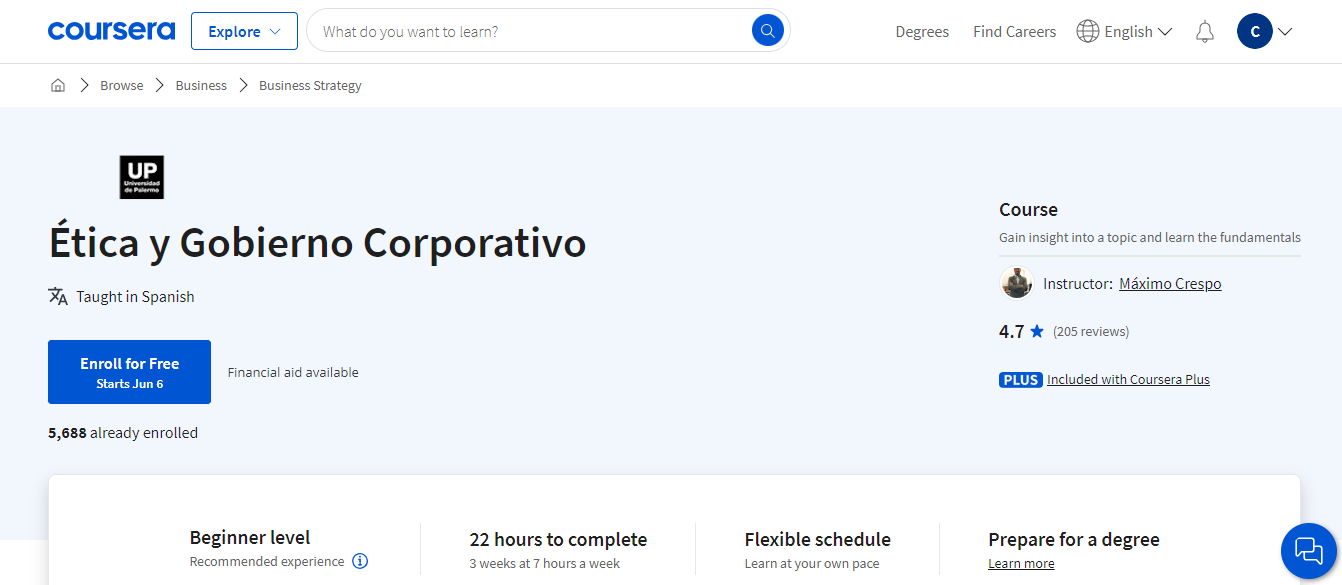 coursera
Explore
What do you want to learn?
Degrees
Find Careers
English
C
Browse
Business
Business Strategy
UP
Universidad
de Palermo
Ética y Gobierno Corporativo
Taught in Spanish
Enroll for Free
Starts Jun 6
Financial aid available
5,688 already enrolled
Course
Gain insight into a topic and learn the fundamentals
Instructor: Máximo Crespo
4.7 (205 reviews)
PLUS Included with Coursera Plus
Beginner level
Recommended experience
22 hours to complete
3 weeks at 7 hours a week
Flexible schedule
Learn at your own pace
Prepare for a degree
Learn more